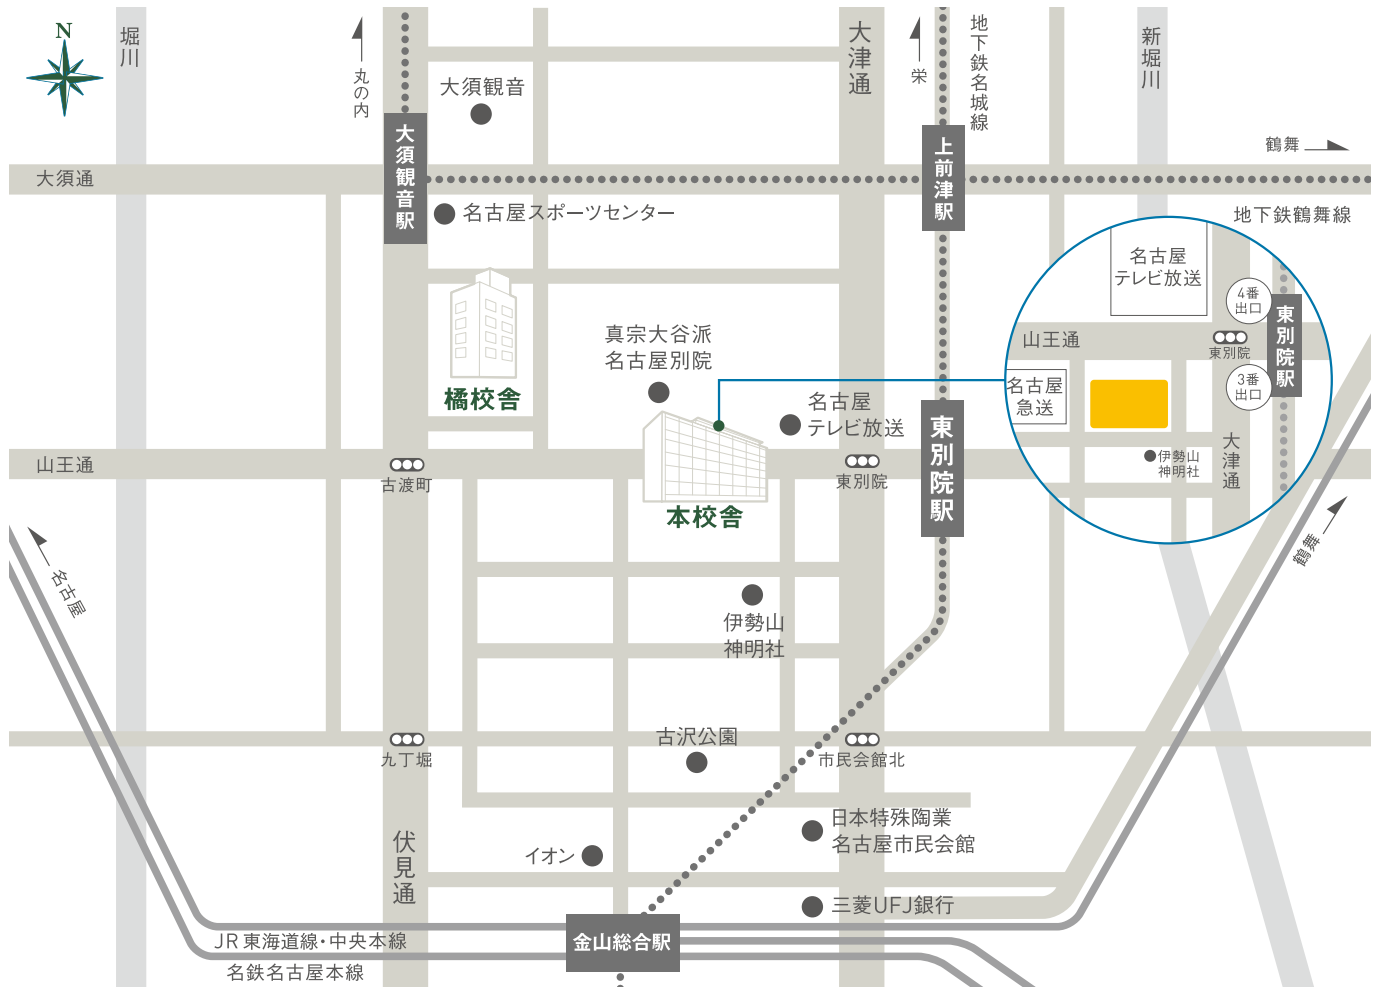 N
堀川
丸の内
大須観音
大津通
栄
地下鉄名城線
新堀川
鶴舞
大須観音駅
上前津駅
大須通
名古屋スポーツセンター
地下鉄鶴舞線
名古屋
テレビ放送
4番
出口
東別院駅
山王通
東別院
3番
出口
名古屋
急送
大津通
伊勢山
神明社
真宗大谷派
名古屋別院
橘校舎
名古屋
テレビ放送
東別院駅
山王通
古渡町
東別院
本校舎
名古屋
鶴舞
伊勢山
神明社
古沢公園
九丁堀
市民会館北
伏見通
日本特殊陶業
名古屋市民会館
イオン
三菱UFJ銀行
金山総合駅
JR東海道線・中央本線
名鉄名古屋本線